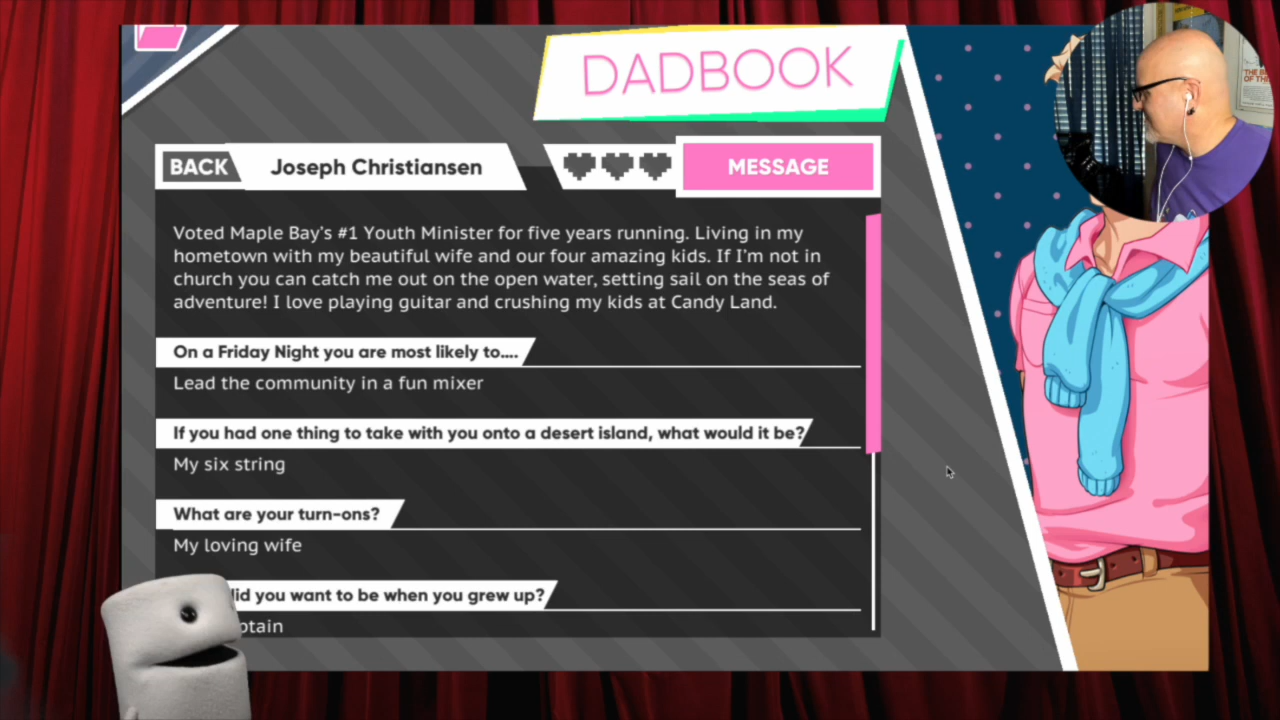 DADBOOK
BACK
Joseph Christiansen
MESSAGE
Voted Maple Bay's #1 Youth Minister for five years running. Living in my
hometown with my beautiful wife and our four amazing kids. If I'm not in
church you can catch me out on the open water, setting sail on the seas of
adventure! I love playing guitar and crushing my kids at Candy Land.
On a Friday Night you are most likely to....
Lead the community in a fun mixer
If you had one thing to take with you onto a desert island, what would it be?
My six string
What are your turn-ons?
My loving wife
did you want to be when you grew up?